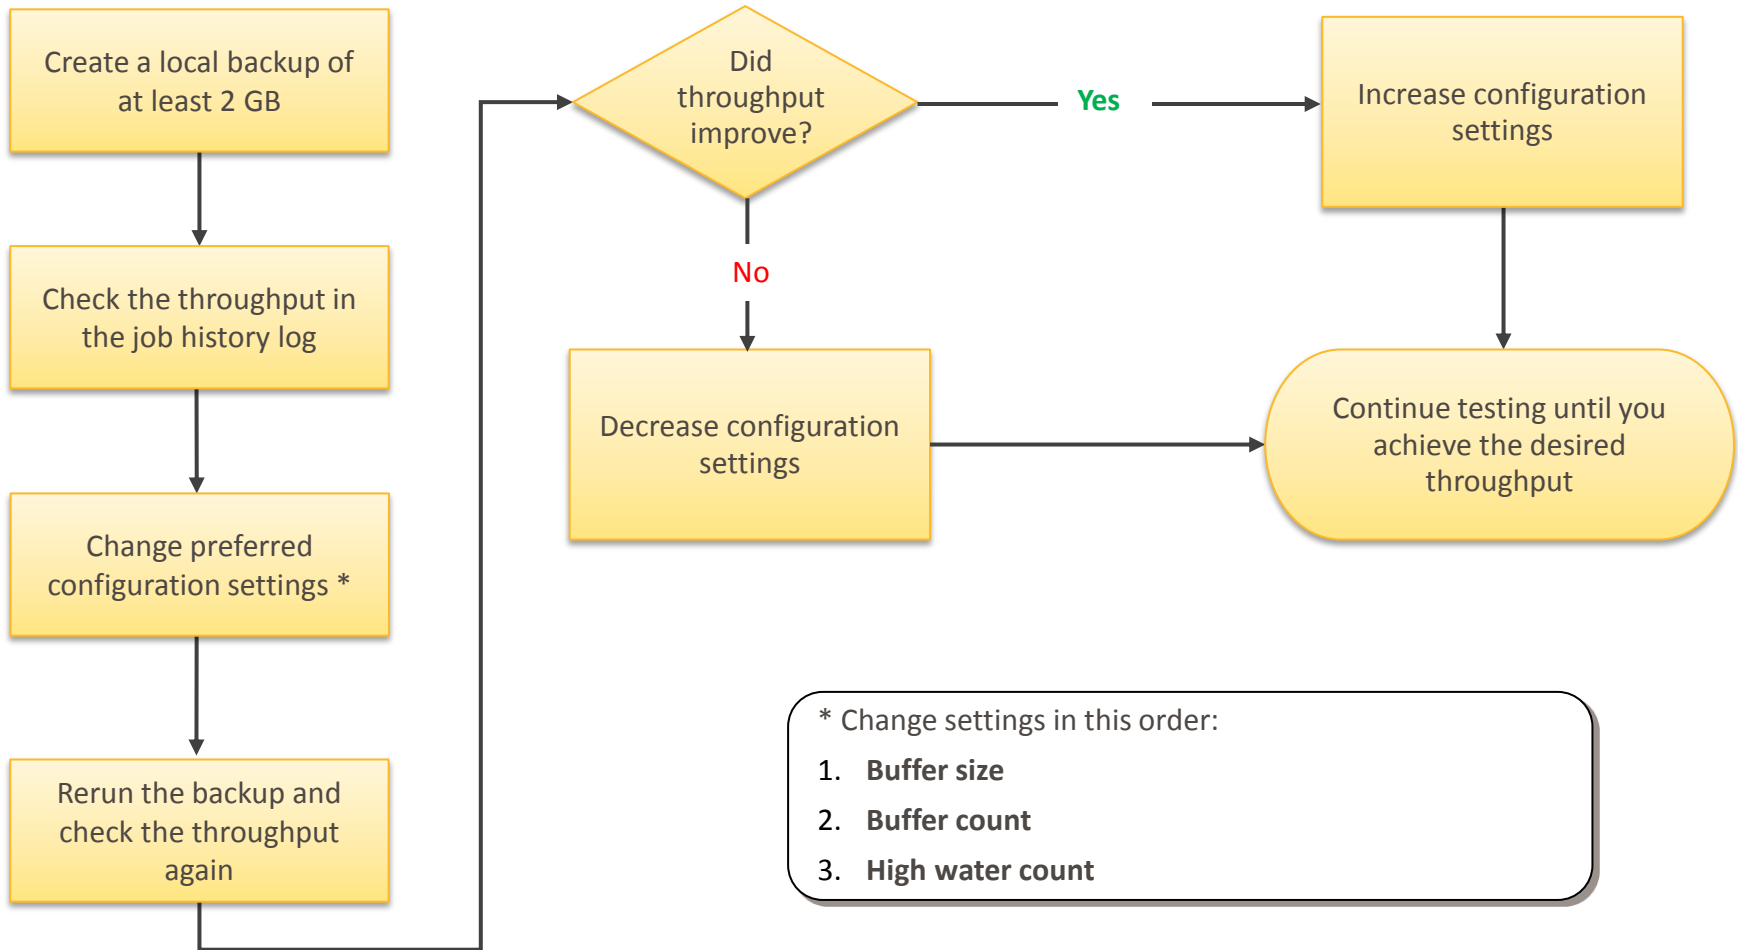 Create a local backup of
at least 2 GB
Check the throughput in
the job history log
Change preferred
configuration settings *
Rerun the backup and
check the throughput
again
Did
throughput
improve?
Yes
No
Increase configuration
settings
Decrease configuration
settings
Continue testing until you
achieve the desired
throughput
* Change settings in this order:
1. Buffer size
2. Buffer count
3. High water count